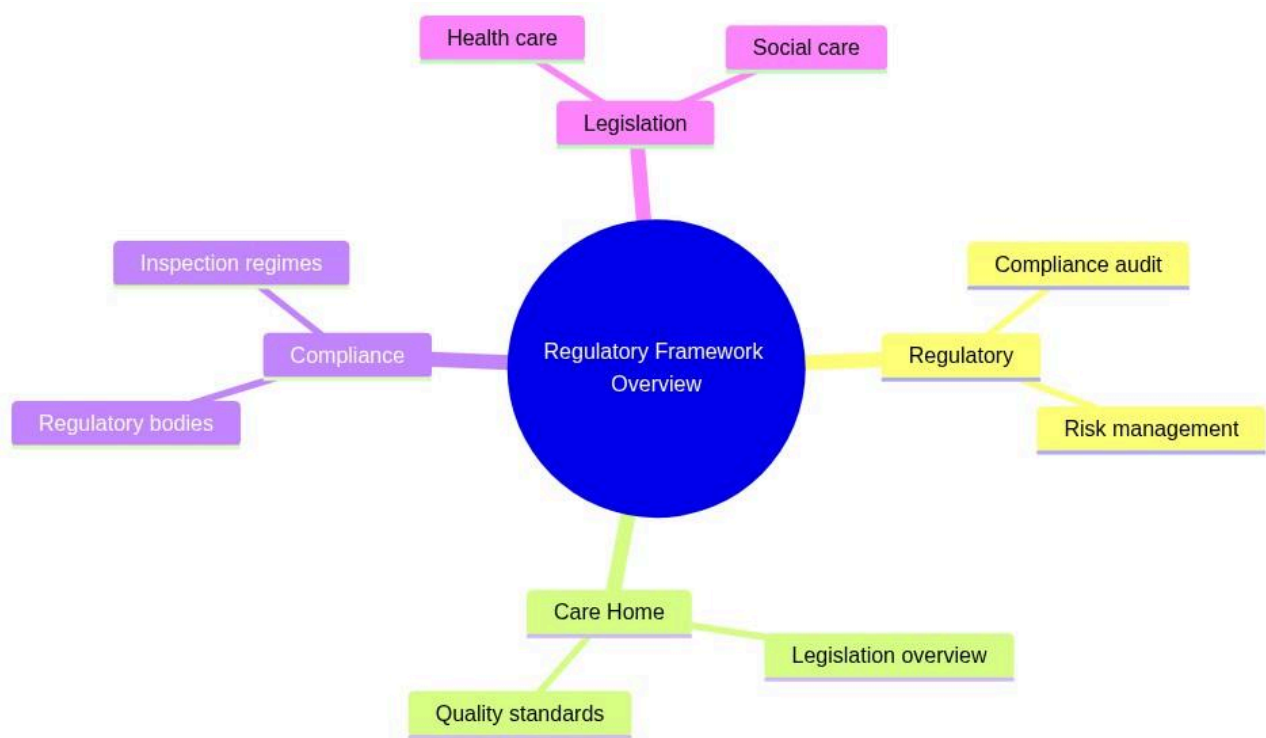 Health care
Social care
Legislation
Inspection regimes
Compliance audit
Compliance
Regulatory Framework
Overview
Regulatory
Regulatory bodies
Risk management
Care Home
Legislation overview
Quality standards